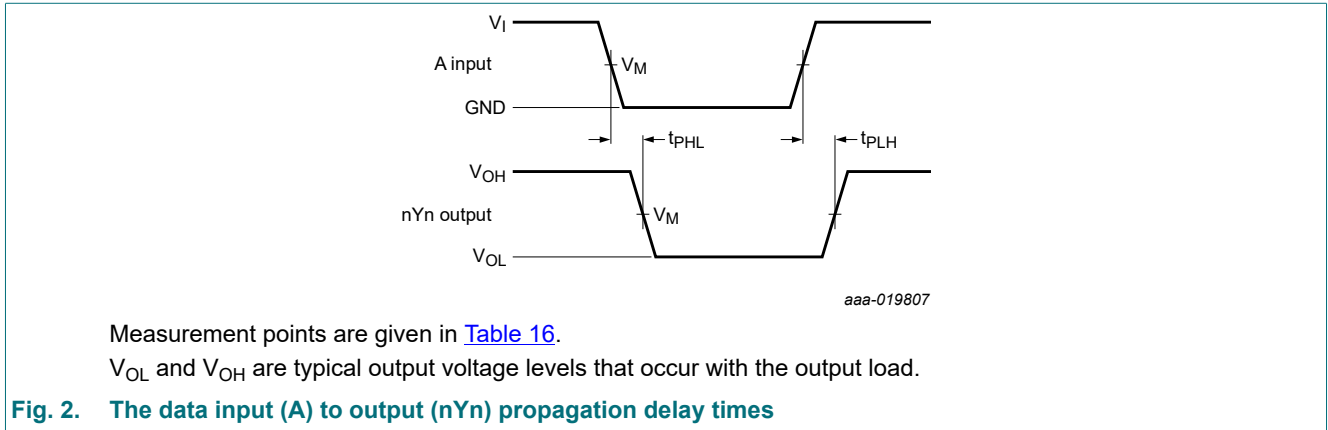 VI
A input
VM
GND
tPHL
tPLH
VOH
nYn output
VM
VOL
aaa-019807
Measurement points are given in Table 16.
VOL and VOH are typical output voltage levels that occur with the output load.
Fig. 2. The data input (A) to output (nYn) propagation delay times